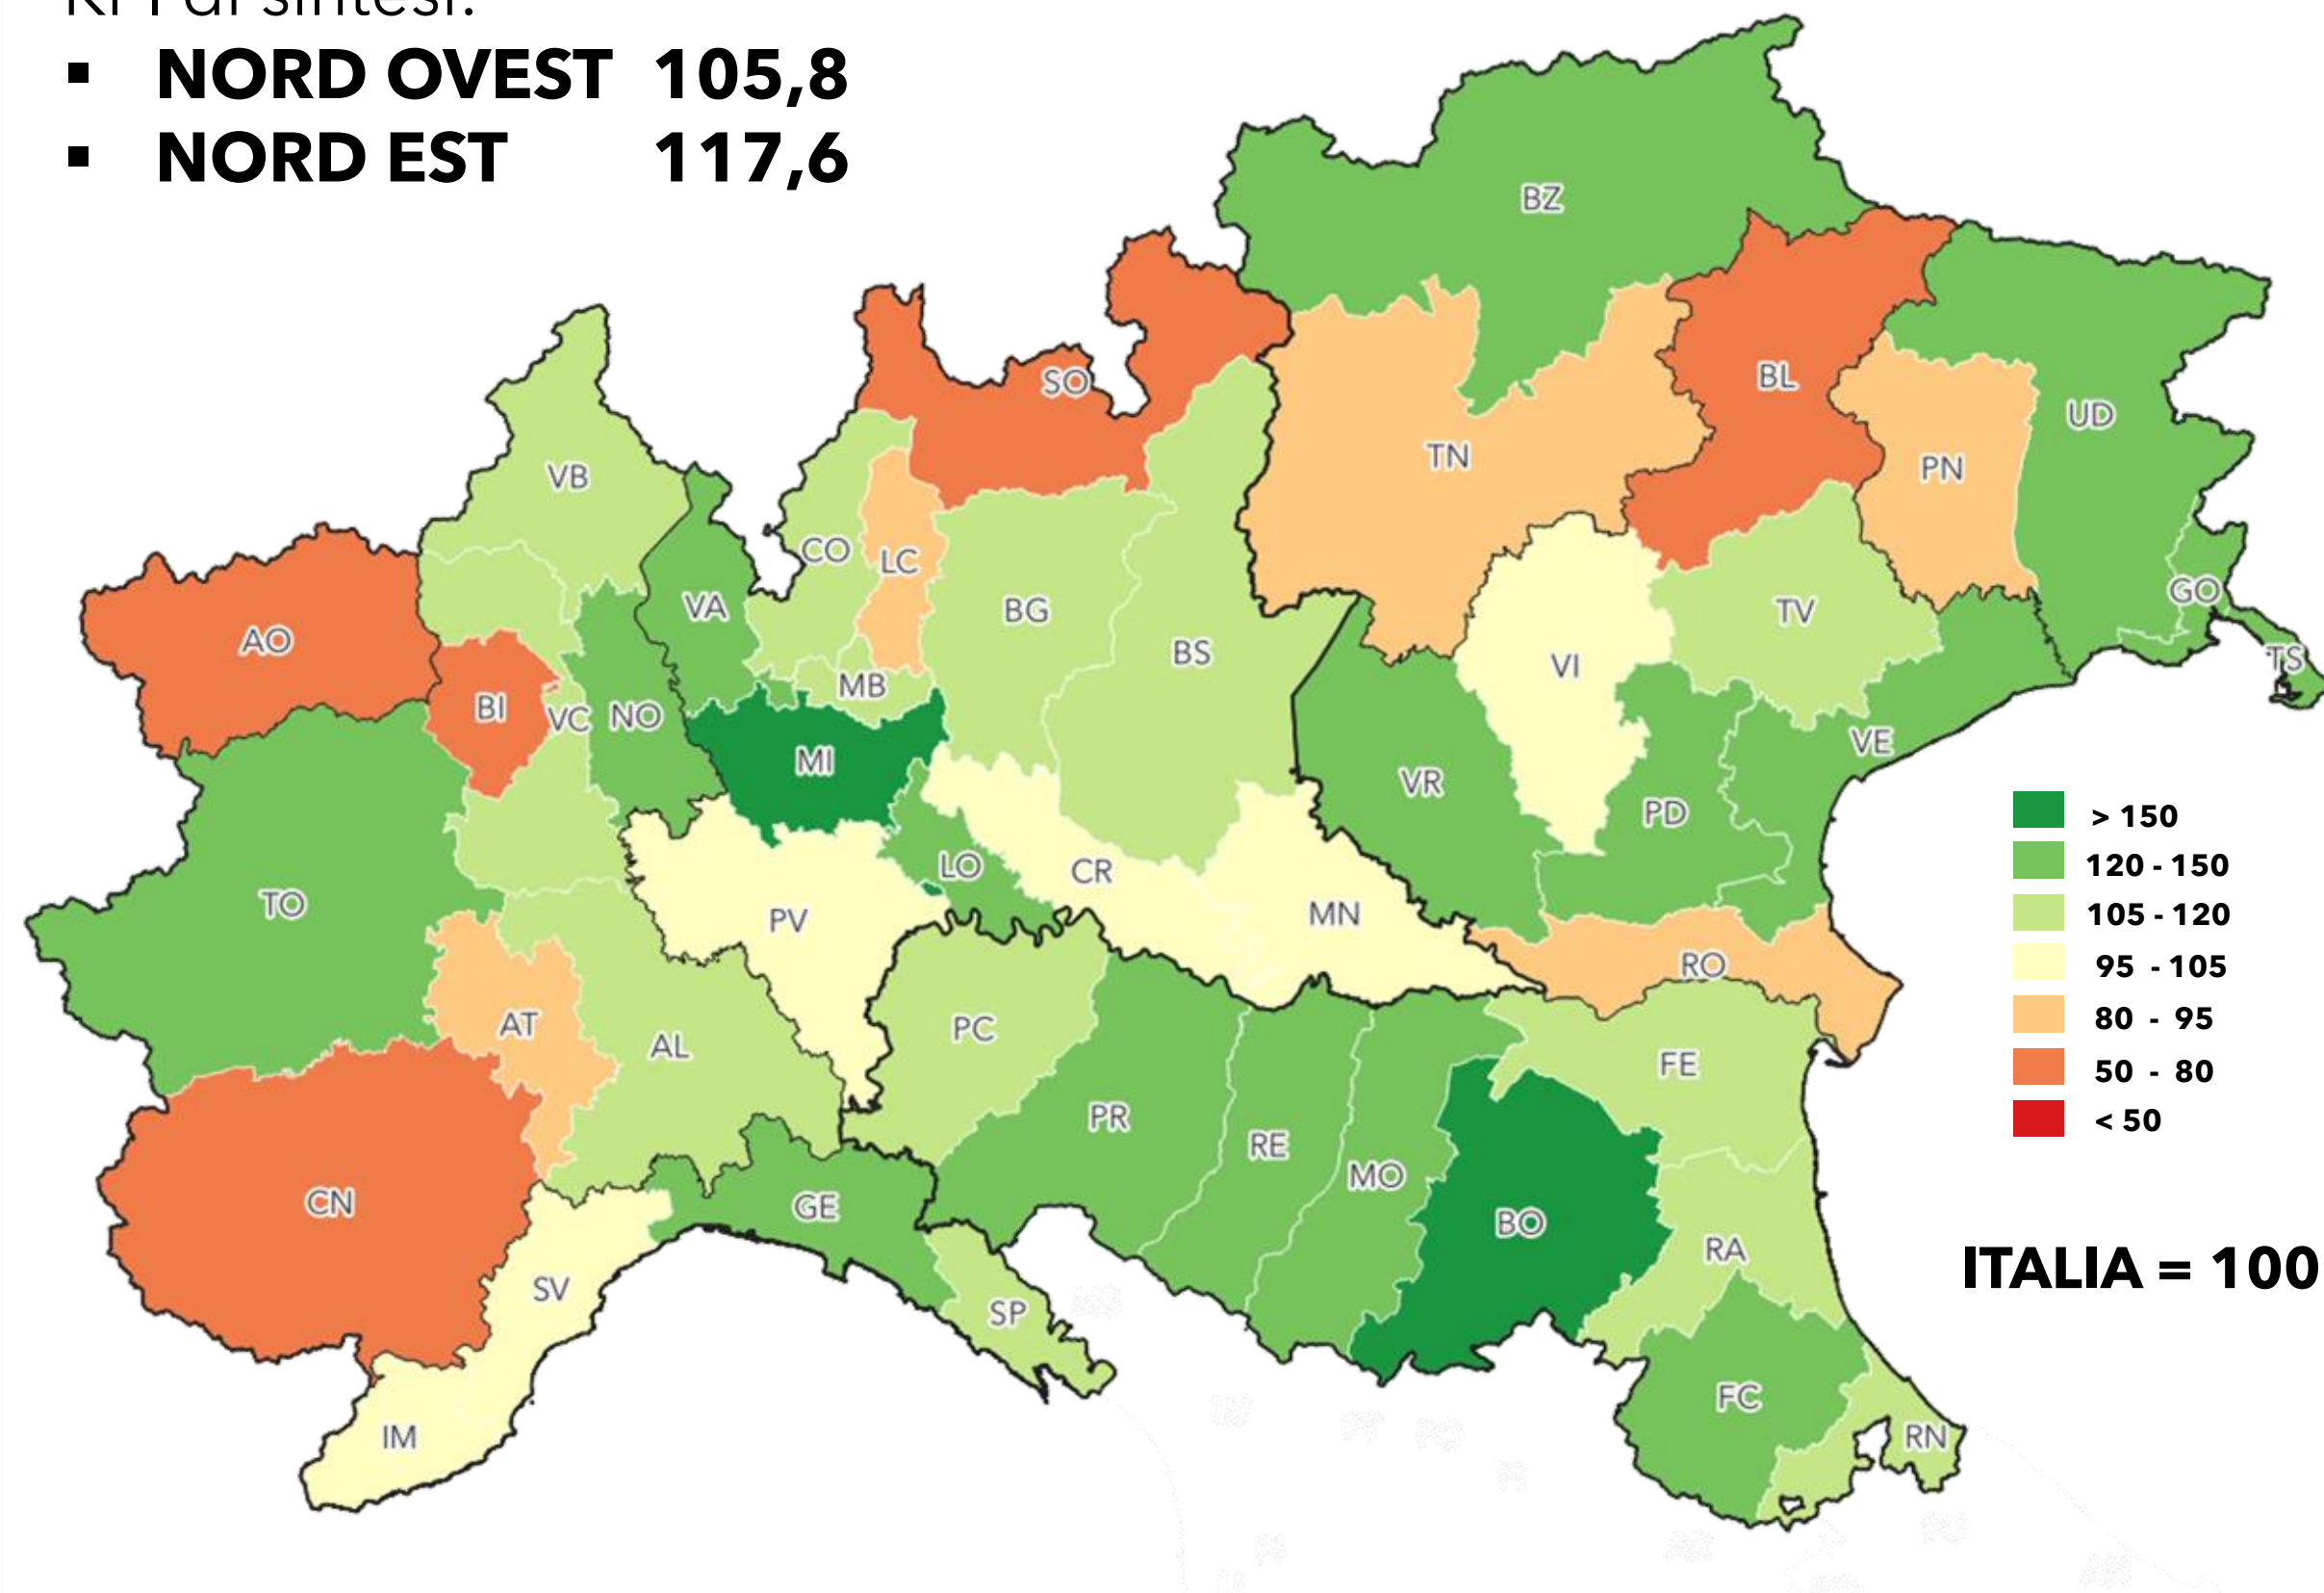 KPI di sintesi:
▪ NORD OVEST 105,8
▪ NORD EST 117,6
BZ
SO
BL
UD
TN
PN
VB
CO
LC
BG
VA
GO
TV
AO
BS
VI
TS
MB
BI
VC
NO
VE
MI
VR
PD
LO
CR
TO
PV
MN
RO
AT
AL
PC
FE
PR
RE
MO
CN
GE
BO
RA
SV
SP
FC
IM
RN
> 150
120 - 150
105 - 120
95 - 105
80 - 95
50 - 80
< 50
ITALIA = 100